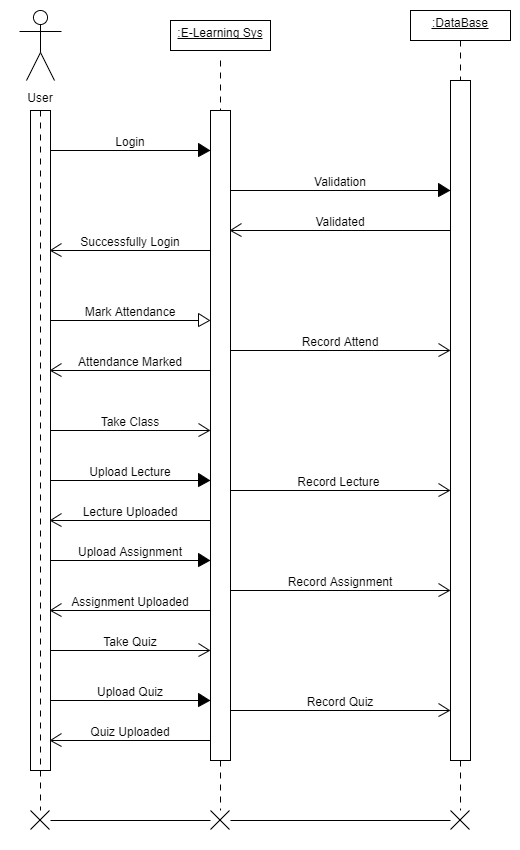 :E-Learning Sys
:DataBase
User
Login
Validation
Validated
Successfully Login
Mark Attendance
Record Attend
Attendance Marked
Take Class
Upload Lecture
Record Lecture
Lecture Uploaded
Upload Assignment
Record Assignment
Assignment Uploaded
Take Quiz
Upload Quiz
Record Quiz
Quiz Uploaded